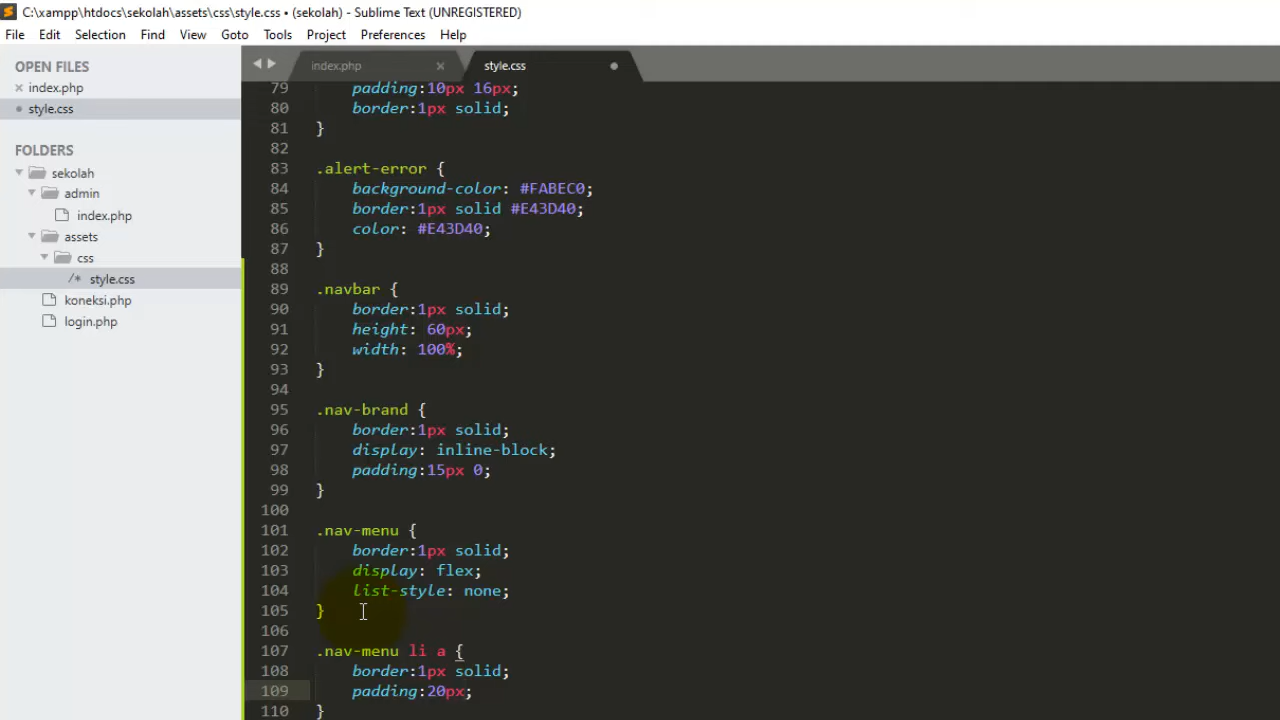 C:\xampp\htdocs\sekolah\assets\css\style.css • (sekolah) - Sublime Text (UNREGISTERED)
File Edit Selection Find View Goto Tools Project Preferences Help
OPEN FILES
index.php
style.css
FOLDERS
sekolah
admin
index.php
assets
css
/* style.css
koneksi.php
login.php
index.php
style.css
79 padding:10px 16px;
80 border:1px solid;
81 }
82
83 .alert-error {
84 background-color: #FABEC0;
85 border:1px solid #E43D40;
86 color: #E43D40;
87 }
88
89 .navbar {
90 border:1px solid;
91 height: 60px;
92 width: 100%;
93 }
94
95 .nav-brand {
96 border:1px solid;
97 display: inline-block;
98 padding:15px 0;
99 }
100
101 .nav-menu {
102 border:1px solid;
103 display: flex;
104 list-style: none;
105 }
106
107 .nav-menu li a {
108 border:1px solid;
109 padding:20px;
110 }